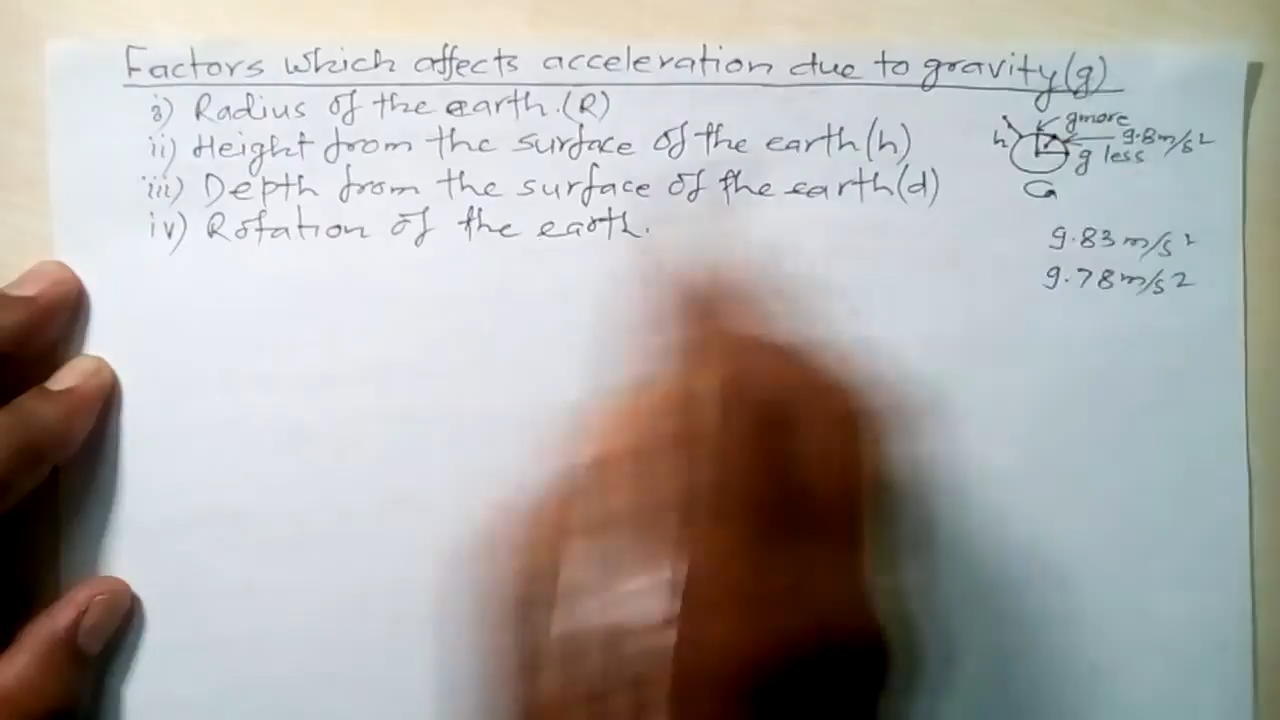 Factors which affects acceleration due to gravity(g)
i) Radius of the earth.(R)
ii) Height from the surface of the earth(h)
iii) Depth from the surface of the earth(d)
iv) Rotation of the earth.
g more
h
9.8m/s2
g less
G
9.83 m/s2
9.78m/s2